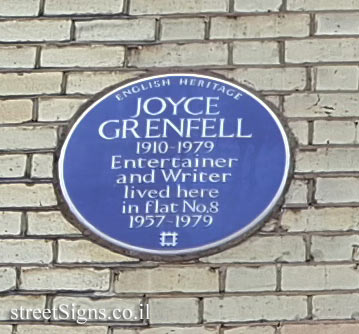 ENGLISH HERITAGE
JOYCE
GRENFELL
1910-1979
Entertainer
and Writer
lived here
in flat No.8
1957-1979
streetSigns.co.il